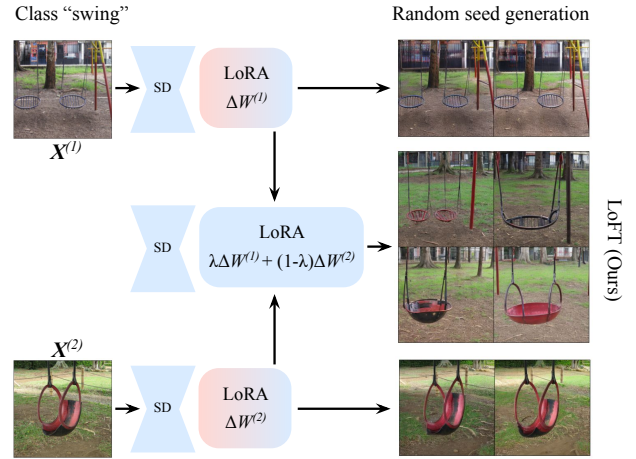 Class “swing”
Random seed generation
SD
LoRA
ΔW⁽¹⁾
X⁽¹⁾
SD
LoRA
λΔW⁽¹⁾ + (1-λ)ΔW⁽²⁾
LoFT (Ours)
X⁽²⁾
SD
LoRA
ΔW⁽²⁾